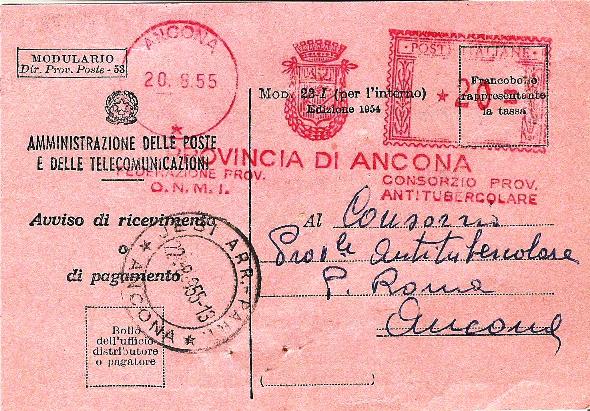 MODULARIO
Dir. Prov. Poste - 53
AMMINISTRAZIONE DELLE POSTE
E DELLE TELECOMUNICAZIONI
Avviso di ricevimento
o
di pagamento
Bollo
dell'ufficio
distributore
o pagatore
ANCONA
20. 9.55
MOD. 22-I (per l'interno)
Edizione 1954
POSTE ITALIANE
20
Francobollo
rappresentante
la tassa
PROVINCIA DI ANCONA
FEDERAZIONE PROV.
O.N.M.I.
CONSORZIO PROV.
ANTITUBERCOLARE
JESI ARR. PART.
ANCONA
Al Consorzio
Prov.le Antitubercolare
P. Roma
Ancona